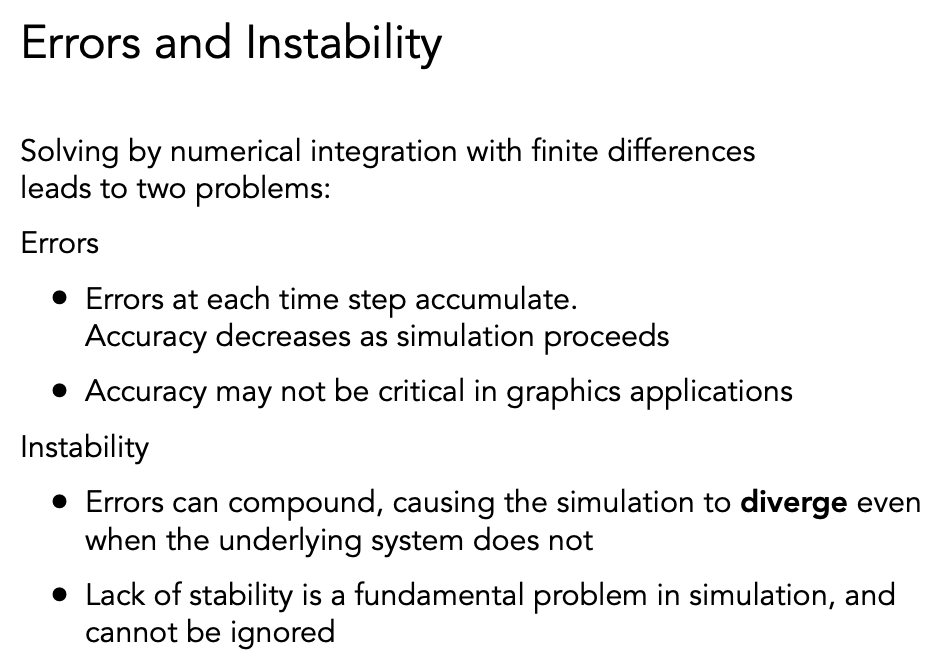 Errors and Instability
Solving by numerical integration with finite differences
leads to two problems:
Errors
• Errors at each time step accumulate.
Accuracy decreases as simulation proceeds
• Accuracy may not be critical in graphics applications
Instability
• Errors can compound, causing the simulation to diverge even
when the underlying system does not
• Lack of stability is a fundamental problem in simulation, and
cannot be ignored